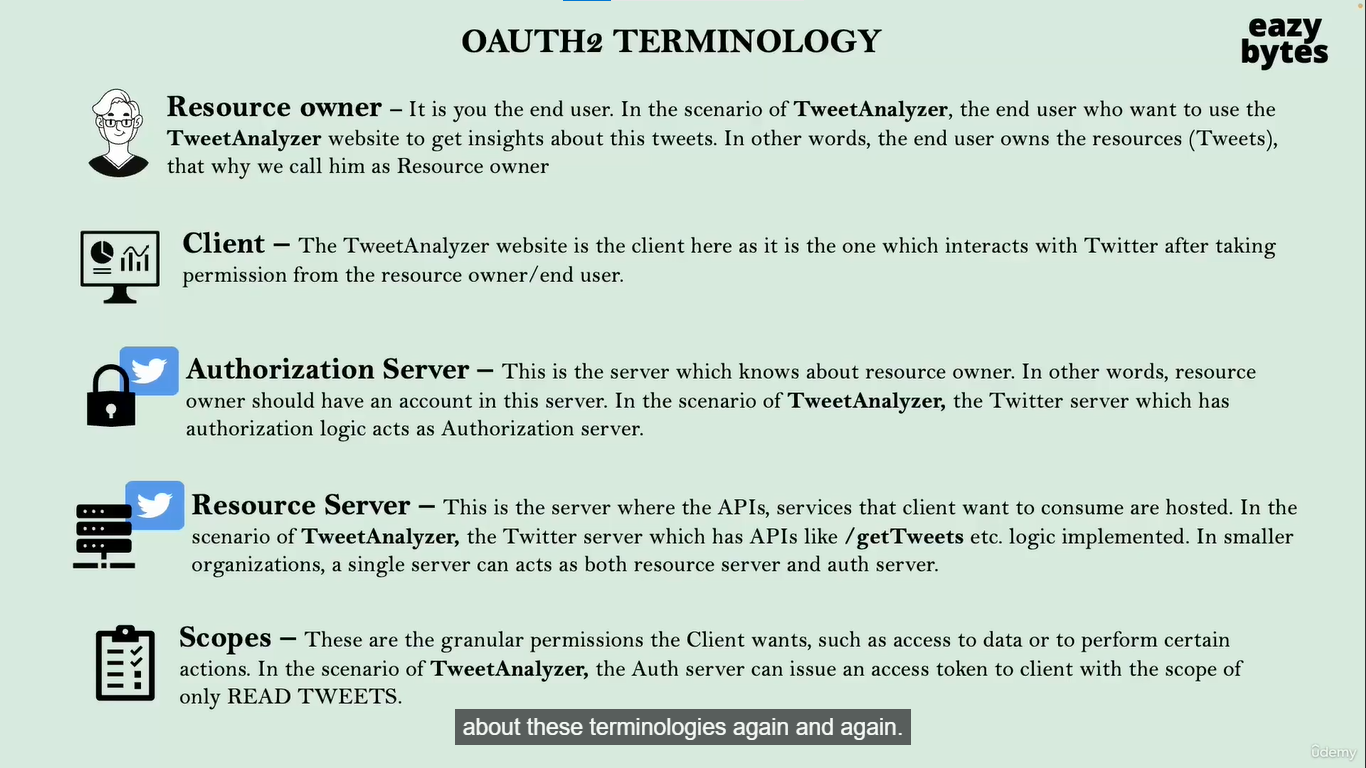 OAUTH2 TERMINOLOGY
eazy
bytes
Resource owner – It is you the end user. In the scenario of TweetAnalyzer, the end user who want to use the
TweetAnalyzer website to get insights about this tweets. In other words, the end user owns the resources (Tweets),
that why we call him as Resource owner
Client – The TweetAnalyzer website is the client here as it is the one which interacts with Twitter after taking
permission from the resource owner/end user.
Authorization Server – This is the server which knows about resource owner. In other words, resource
owner should have an account in this server. In the scenario of TweetAnalyzer, the Twitter server which has
authorization logic acts as Authorization server.
Resource Server – This is the server where the APIs, services that client want to consume are hosted. In the
scenario of TweetAnalyzer, the Twitter server which has APIs like /getTweets etc. logic implemented. In smaller
organizations, a single server can acts as both resource server and auth server.
Scopes – These are the granular permissions the Client wants, such as access to data or to perform certain
actions. In the scenario of TweetAnalyzer, the Auth server can issue an access token to client with the scope of
only READ TWEETS.
about these terminologies again and again.
ûdemy